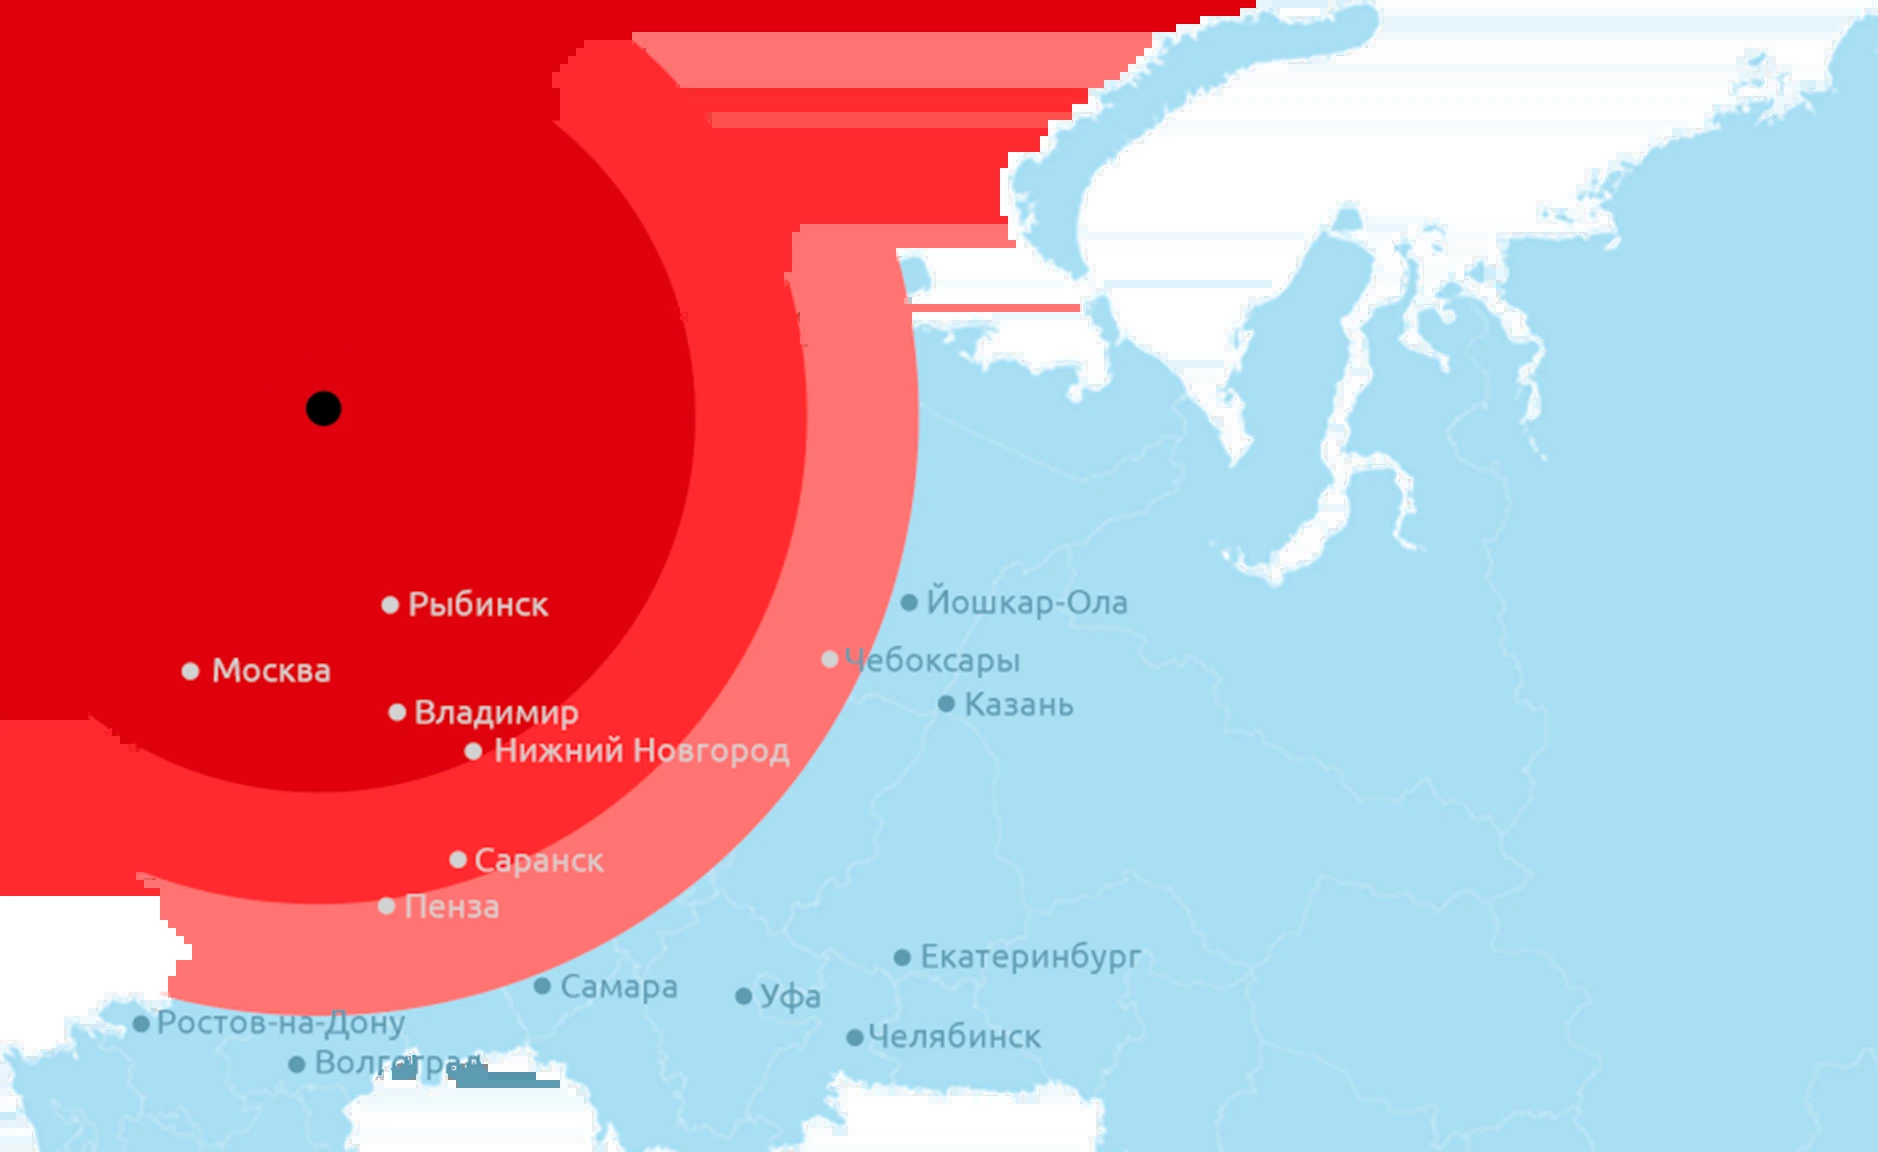 Рыбинск
Йошкар-Ола
Москва
Чебоксары
Владимир
Казань
Нижний Новгород
Саранск
Пенза
Екатеринбург
Самара
Уфа
Ростов-на-Дону
Челябинск
Волгоград